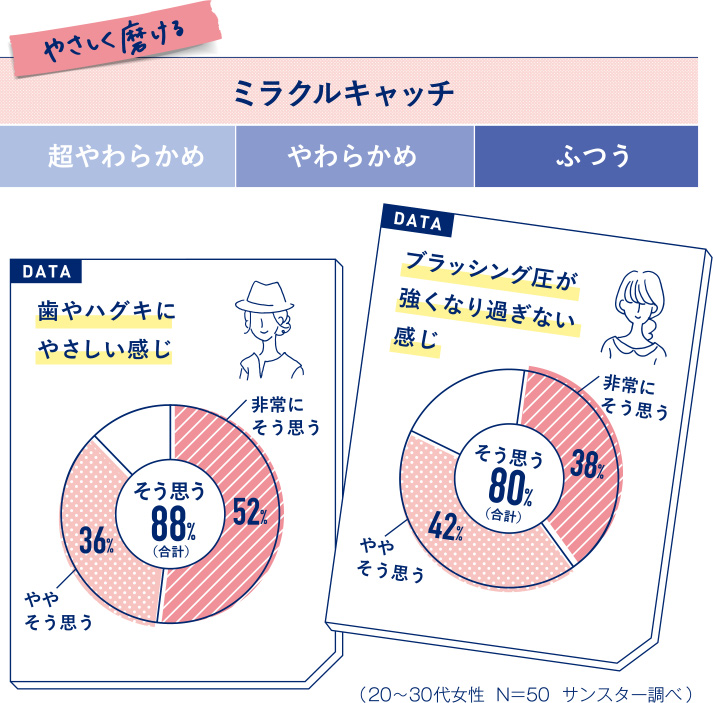 やさしく磨ける
ミラクルキャッチ
超やわらかめ
やわらかめ
ふつう
DATA
歯やハグキに
やさしい感じ
非常に
そう思う
52%
そう思う
88%
(合計)
36%
やや
そう思う
DATA
ブラッシング圧が
強くなり過ぎない
感じ
非常に
そう思う
38%
そう思う
80%
(合計)
42%
やや
そう思う
(20〜30代女性 N=50 サンスター調べ)